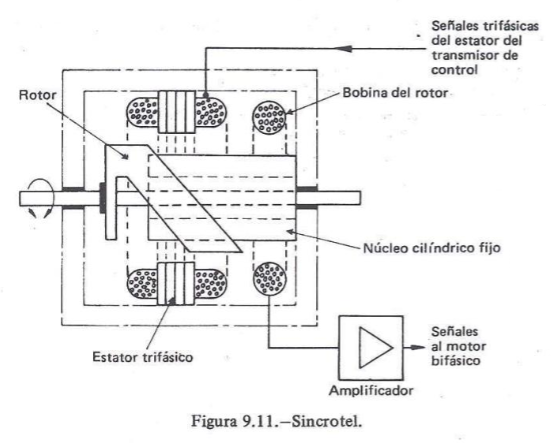 Señales trifásicas
del estator del
transmisor de
control
Rotor
Bobina del rotor
Núcleo cilíndrico fijo
Estator trifásico
Señales
al motor
bifásico
Amplificador
Figura 9.11.—Sincrotel.